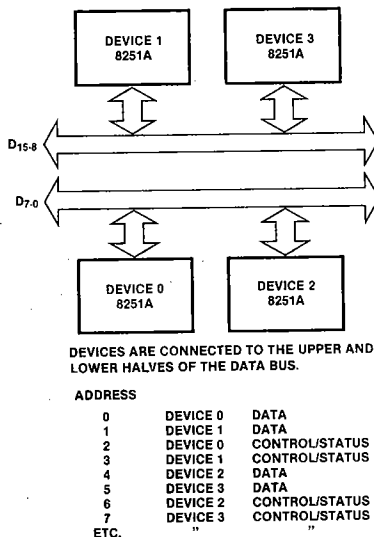 DEVICE 1
8251A
DEVICE 3
8251A
D15-8
D7-0
DEVICE 0
8251A
DEVICE 2
8251A
DEVICES ARE CONNECTED TO THE UPPER AND
LOWER HALVES OF THE DATA BUS.
ADDRESS
0 DEVICE 0 DATA
1 DEVICE 1 DATA
2 DEVICE 0 CONTROL/STATUS
3 DEVICE 1 CONTROL/STATUS
4 DEVICE 2 DATA
5 DEVICE 3 DATA
6 DEVICE 2 CONTROL/STATUS
7 DEVICE 3 CONTROL/STATUS
ETC. " "